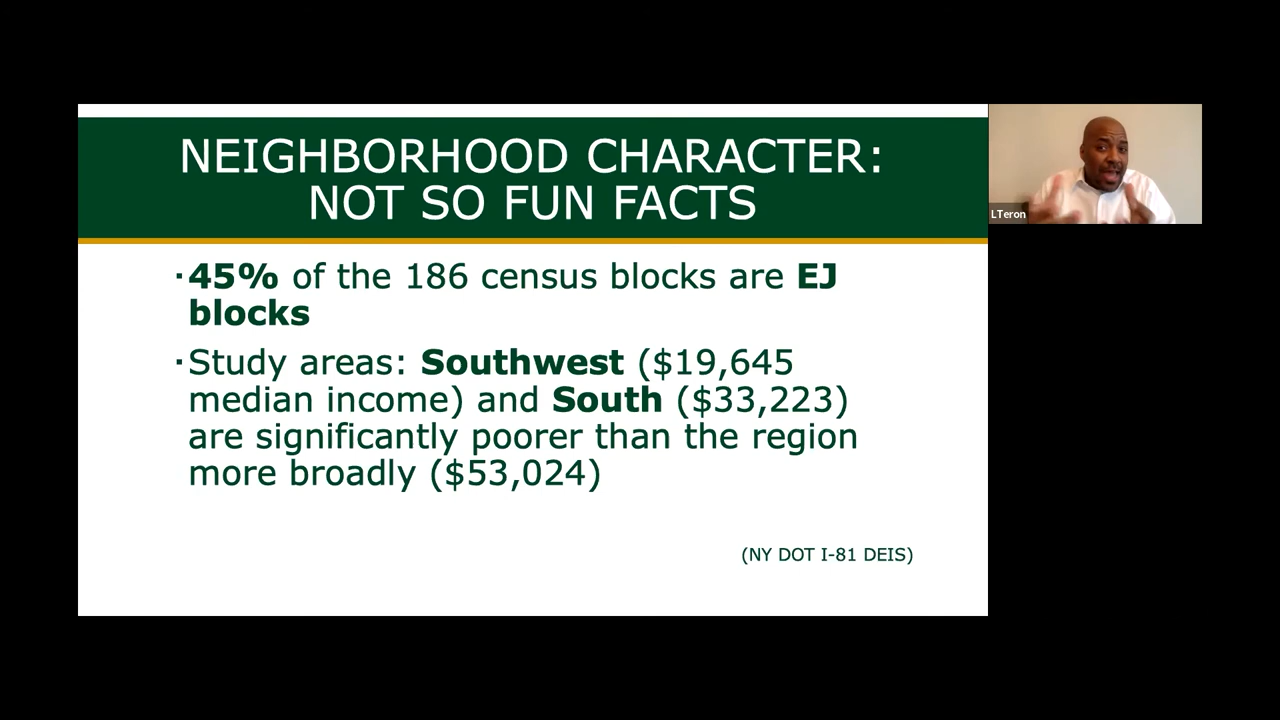 NEIGHBORHOOD CHARACTER:
NOT SO FUN FACTS
▪45% of the 186 census blocks are EJ
blocks
▪Study areas: Southwest ($19,645
median income) and South ($33,223)
are significantly poorer than the region
more broadly ($53,024)
(NY DOT I-81 DEIS)
LTeron